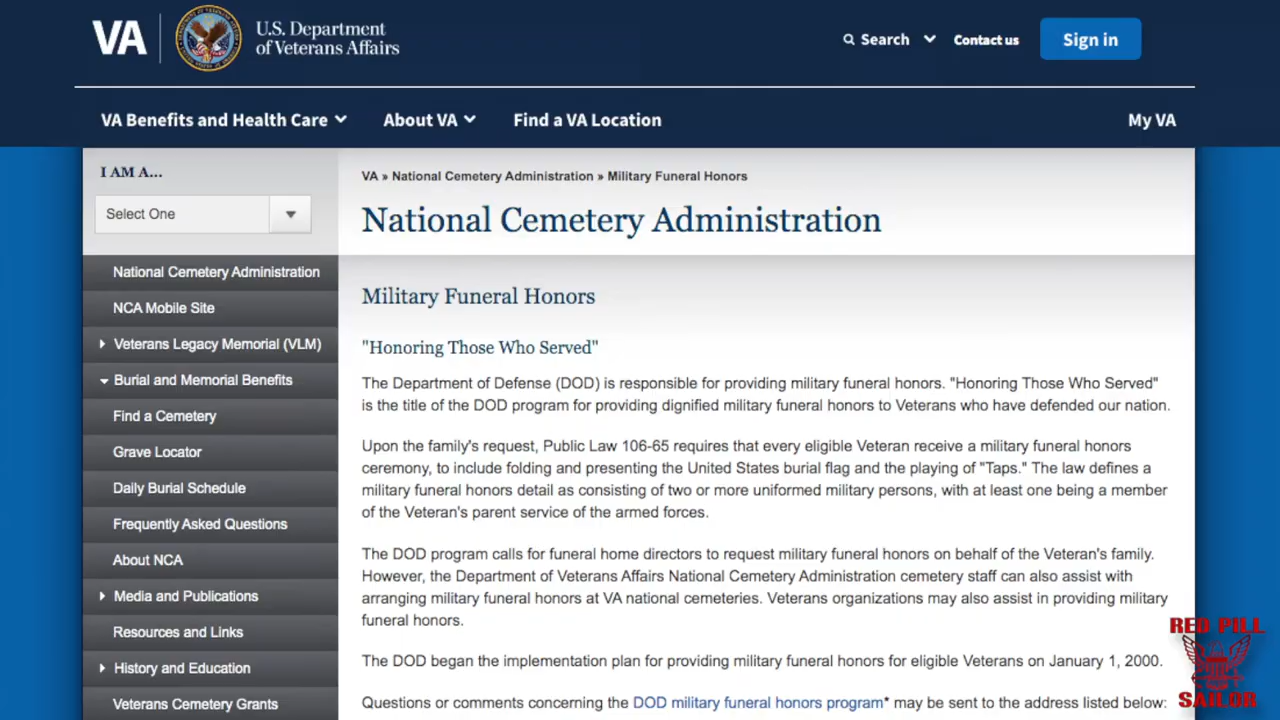 VA
U.S. Department
of Veterans Affairs
Search
Contact us
Sign in
VA Benefits and Health Care
About VA
Find a VA Location
My VA
I AM A...
Select One
National Cemetery Administration
NCA Mobile Site
Veterans Legacy Memorial (VLM)
Burial and Memorial Benefits
Find a Cemetery
Grave Locator
Daily Burial Schedule
Frequently Asked Questions
About NCA
Media and Publications
Resources and Links
History and Education
Veterans Cemetery Grants
VA » National Cemetery Administration » Military Funeral Honors
National Cemetery Administration
Military Funeral Honors
"Honoring Those Who Served"
The Department of Defense (DOD) is responsible for providing military funeral honors. "Honoring Those Who Served"
is the title of the DOD program for providing dignified military funeral honors to Veterans who have defended our nation.
Upon the family's request, Public Law 106-65 requires that every eligible Veteran receive a military funeral honors
ceremony, to include folding and presenting the United States burial flag and the playing of "Taps." The law defines a
military funeral honors detail as consisting of two or more uniformed military persons, with at least one being a member
of the Veteran's parent service of the armed forces.
The DOD program calls for funeral home directors to request military funeral honors on behalf of the Veteran's family.
However, the Department of Veterans Affairs National Cemetery Administration cemetery staff can also assist with
arranging military funeral honors at VA national cemeteries. Veterans organizations may also assist in providing military
funeral honors.
The DOD began the implementation plan for providing military funeral honors for eligible Veterans on January 1, 2000.
Questions or comments concerning the DOD military funeral honors program* may be sent to the address listed below:
RED PILL
SAILOR